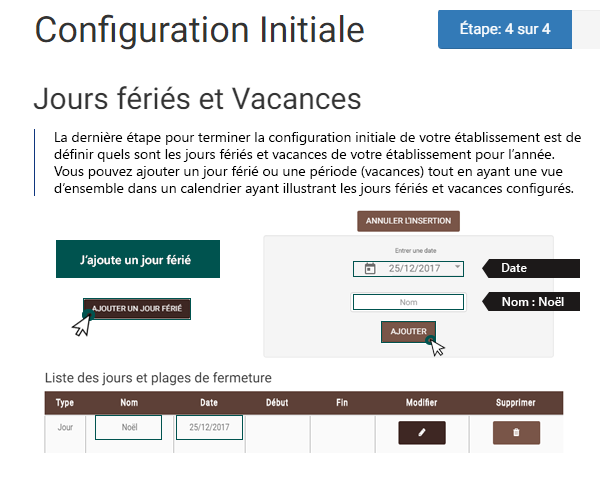 Configuration Initiale
Étape: 4 sur 4
Jours fériés et Vacances
La dernière étape pour terminer la configuration initiale de votre établissement est de
définir quels sont les jours fériés et vacances de votre établissement pour l'année.
Vous pouvez ajouter un jour férié ou une période (vacances) tout en ayant une vue
d'ensemble dans un calendrier ayant illustrant les jours fériés et vacances configurés.
ANNULER L'INSERTION
J'ajoute un jour férié
Entrer une date
25/12/2017
Date
AJOUTER UN JOUR FÉRIÉ
Nom
Nom : Noël
AJOUTER
Liste des jours et plages de fermeture
Type Nom Date Début Fin Modifier Supprimer
Jour Noël 25/12/2017